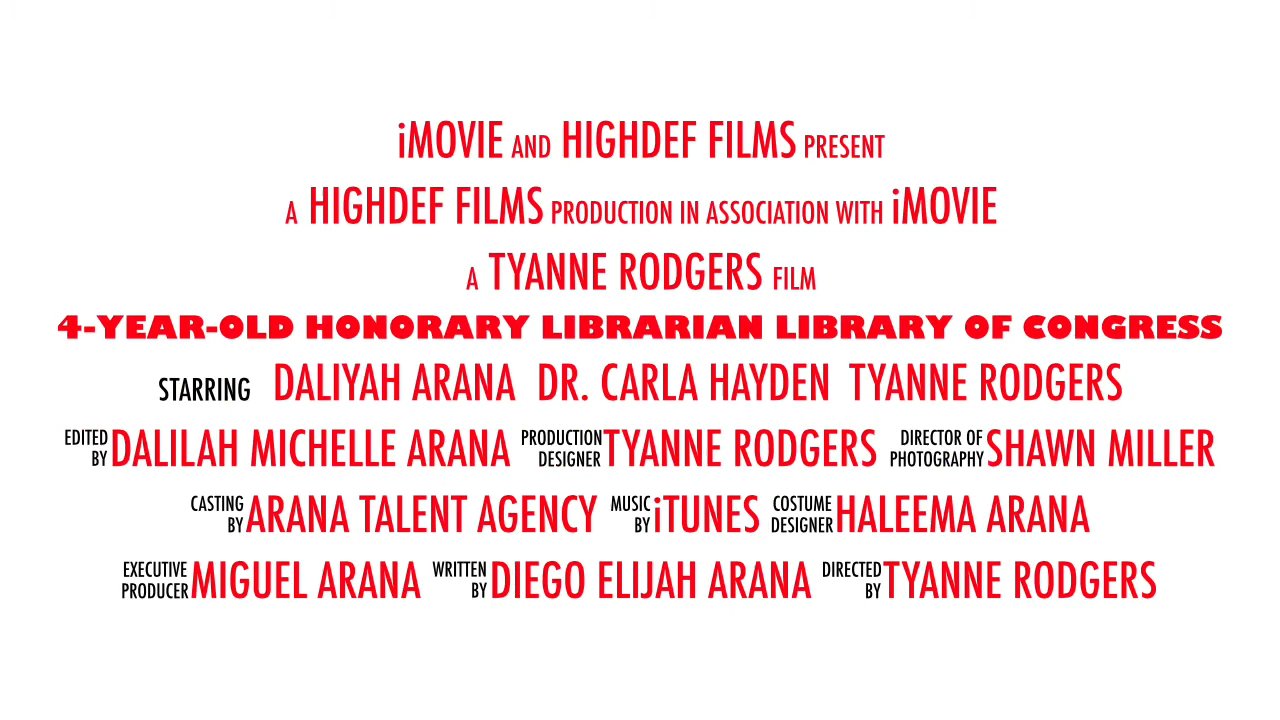 iMOVIE AND HIGHDEF FILMS PRESENT
A HIGHDEF FILMS PRODUCTION IN ASSOCIATION WITH iMOVIE
A TYANNE RODGERS FILM
4-YEAR-OLD HONORARY LIBRARIAN LIBRARY OF CONGRESS
STARRING DALIYAH ARANA DR. CARLA HAYDEN TYANNE RODGERS
EDITED BY DALILAH MICHELLE ARANA PRODUCTION DESIGNER TYANNE RODGERS DIRECTOR OF PHOTOGRAPHY SHAWN MILLER
CASTING BY ARANA TALENT AGENCY MUSIC BY iTUNES COSTUME DESIGNER HALEEMA ARANA
EXECUTIVE PRODUCER MIGUEL ARANA WRITTEN BY DIEGO ELIJAH ARANA DIRECTED BY TYANNE RODGERS